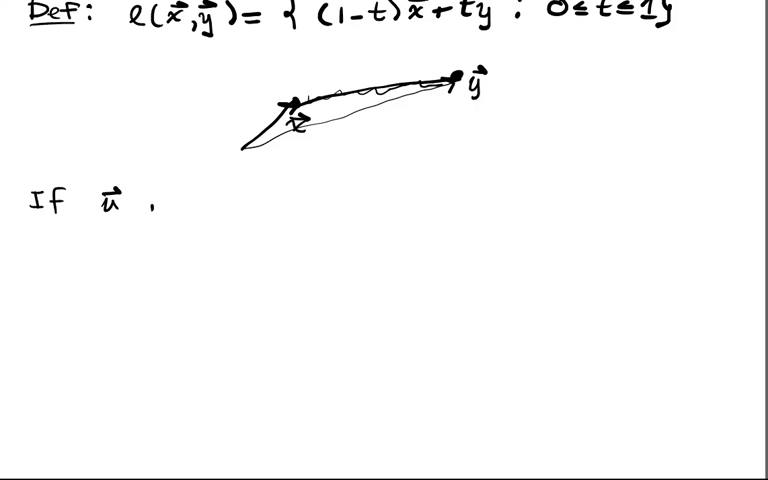 Def: ℓ(x⃗,y⃗) = { (1-t)x⃗ + ty : 0≤t≤1}
y⃗
x⃗
If u⃗ ,